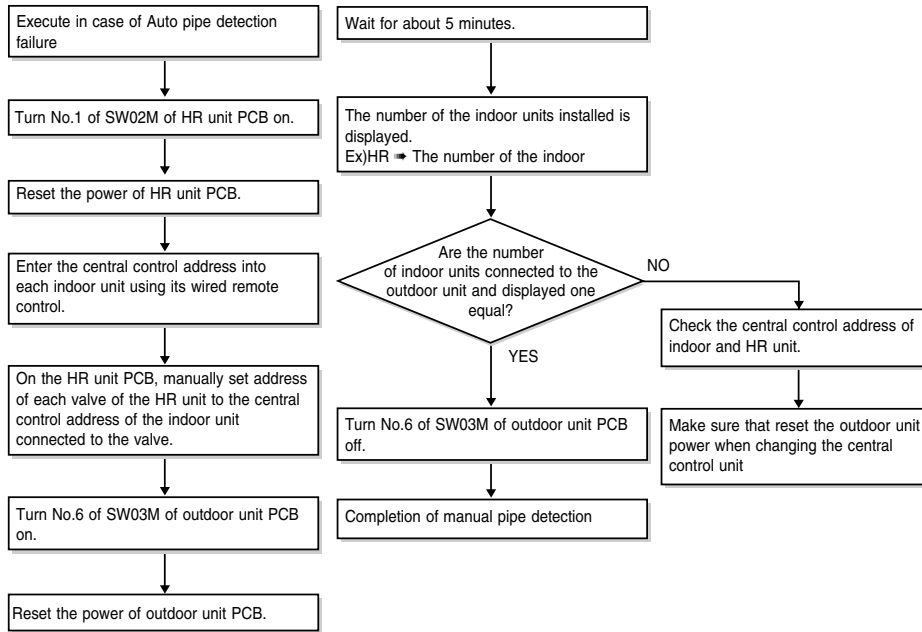 Execute in case of Auto pipe detection
failure
Turn No.1 of SW02M of HR unit PCB on.
Reset the power of HR unit PCB.
Enter the central control address into
each indoor unit using its wired remote
control.
On the HR unit PCB, manually set address
of each valve of the HR unit to the central
control address of the indoor unit
connected to the valve.
Turn No.6 of SW03M of outdoor unit PCB
on.
Reset the power of outdoor unit PCB.
Wait for about 5 minutes.
The number of the indoor units installed is
displayed.
Ex)HR ➠ The number of the indoor
Are the number
of indoor units connected to the
outdoor unit and displayed one
equal?
NO
YES
Turn No.6 of SW03M of outdoor unit PCB
off.
Completion of manual pipe detection
Check the central control address of
indoor and HR unit.
Make sure that reset the outdoor unit
power when changing the central
control unit